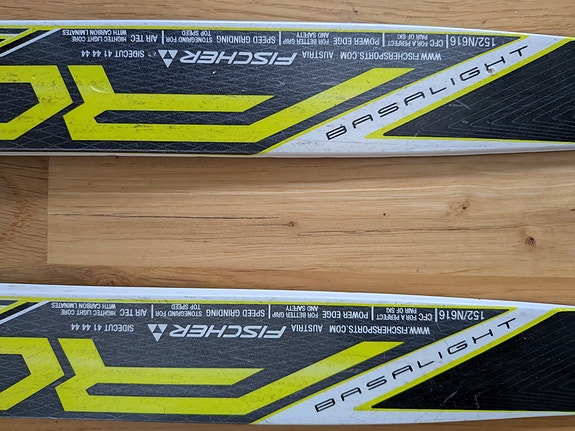 152/N616 CFC FOR A PERFECT PAIR OF SKI POWER EDGE FOR BETTER GRIP AND SAFETY SPEED GRINDING STONEGRIND FOR TOP SPEED AIR TEC HIGHTEC LIGHT CORE WITH CARBON LMINATES
WWW.FISCHERSPORTS.COM AUSTRIA FISCHER SIDECUT 41 44 44
BASALIGHT
152/N616 CFC FOR A PERFECT PAIR OF SKI POWER EDGE FOR BETTER GRIP AND SAFETY SPEED GRINDING STONEGRIND FOR TOP SPEED AIR TEC HIGHTEC LIGHT CORE WITH CARBON LMINATES
WWW.FISCHERSPORTS.COM AUSTRIA FISCHER SIDECUT 41 44 44
BASALIGHT